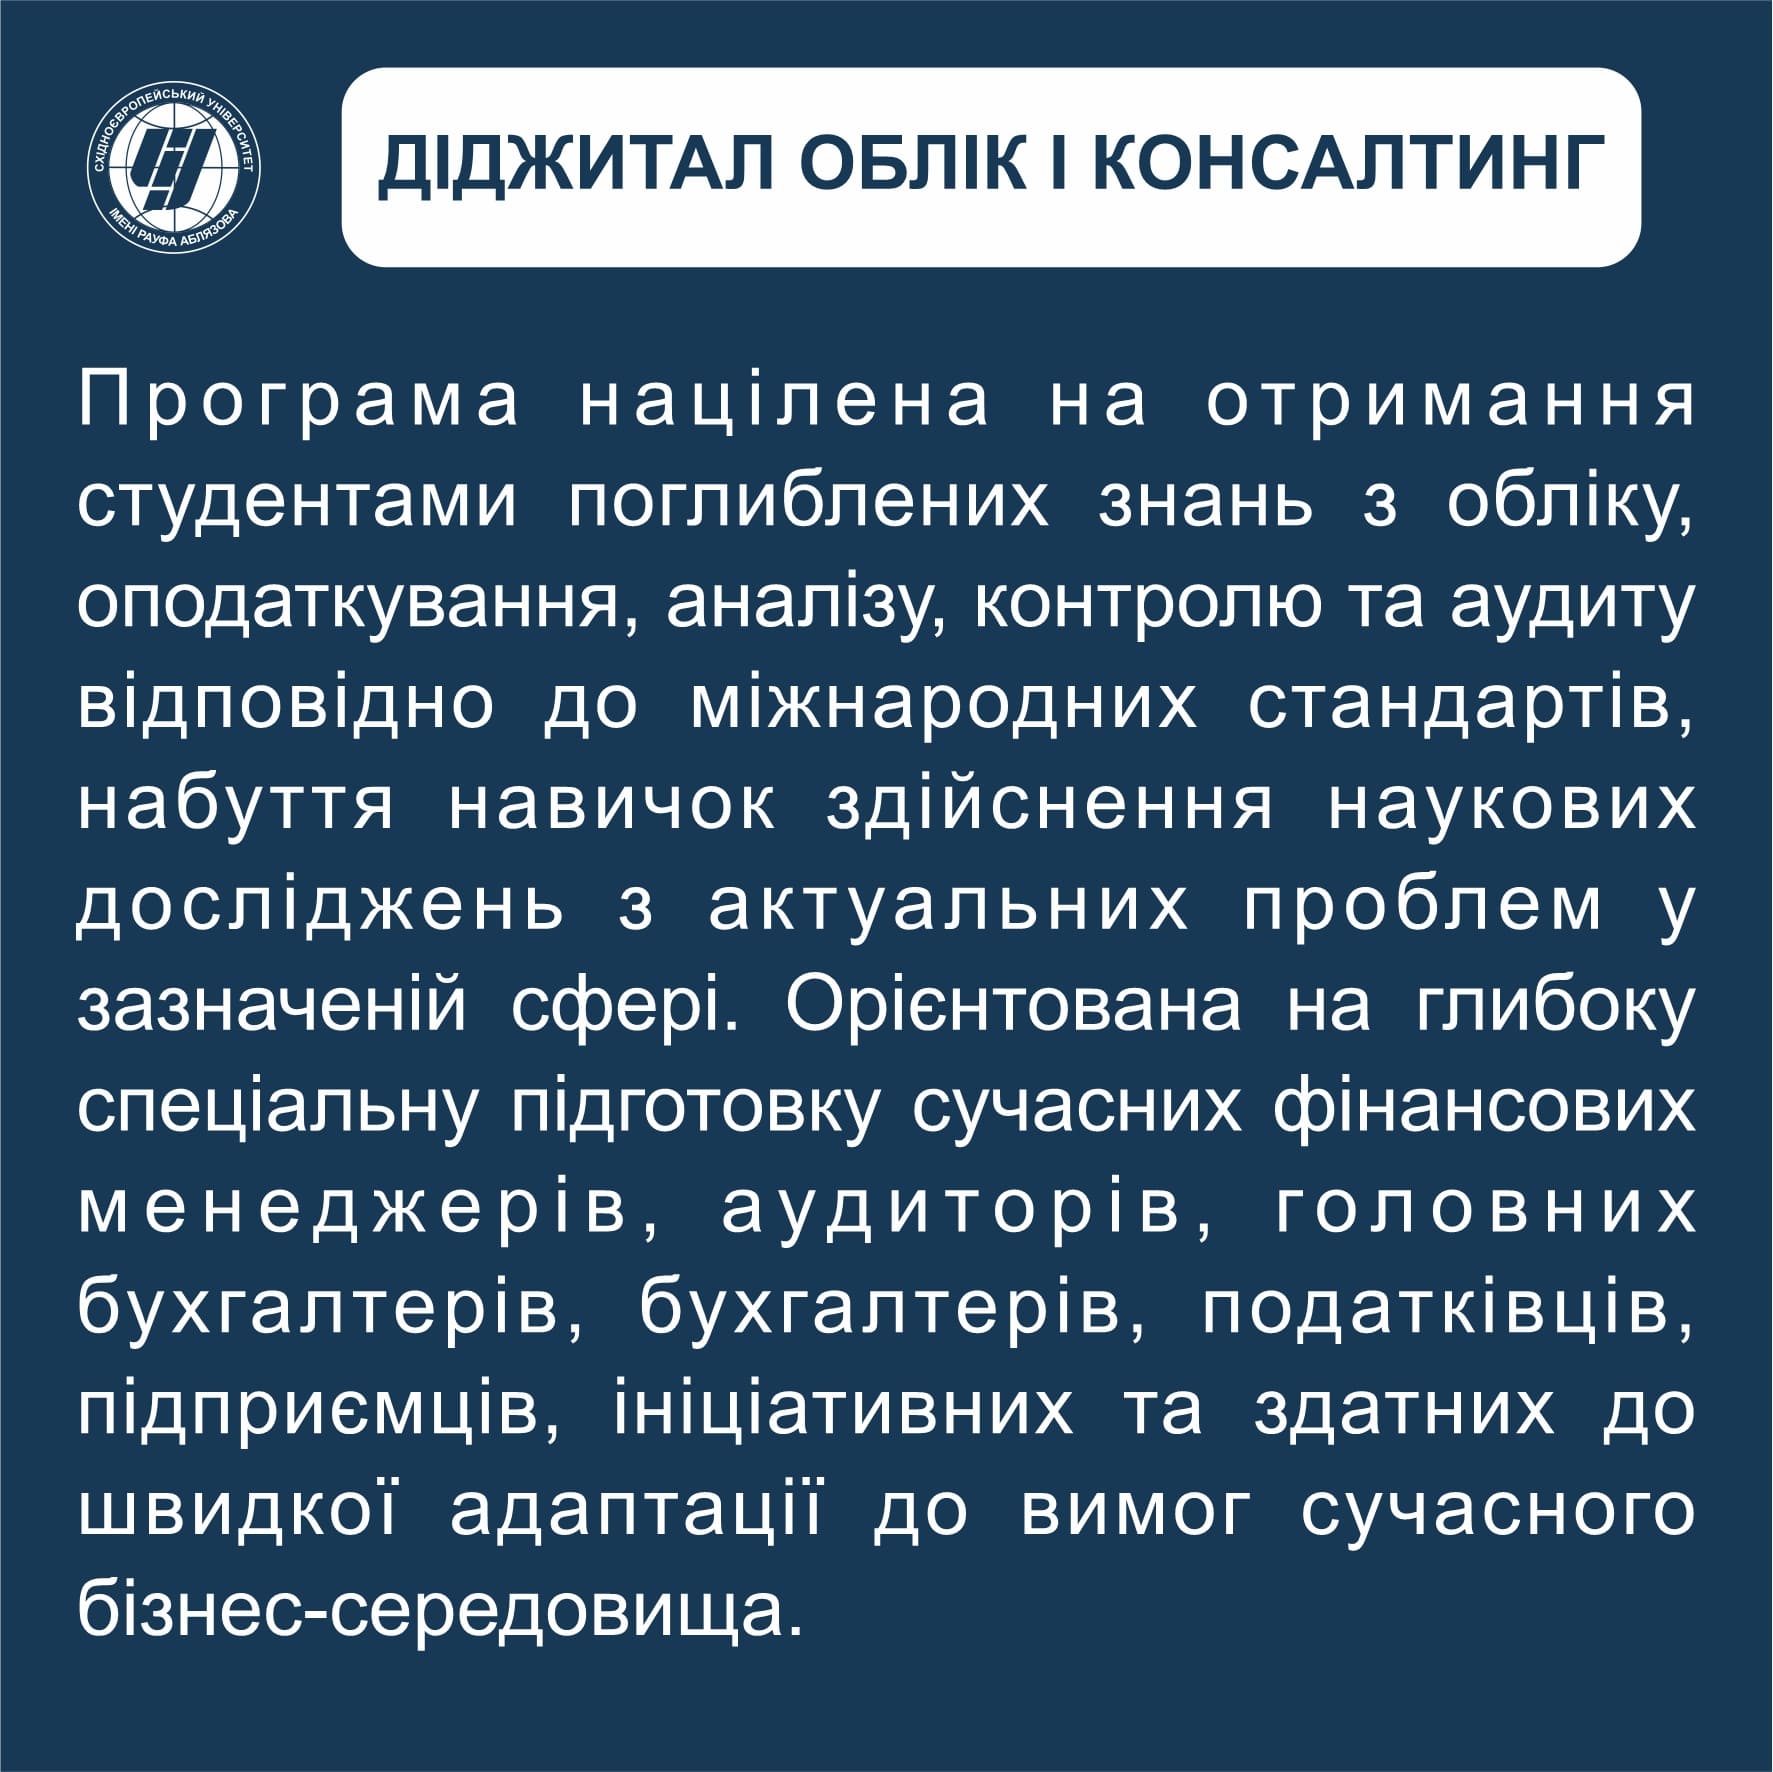 СХІДНОЄВРОПЕЙСЬКИЙ УНІВЕРСИТЕТ
ІМЕНІ РАУФА АБЛЯЗОВА
ДІДЖИТАЛ ОБЛІК І КОНСАЛТИНГ
Програма націлена на отримання
студентами поглиблених знань з обліку,
оподаткування, аналізу, контролю та аудиту
відповідно до міжнародних стандартів,
набуття навичок здійснення наукових
досліджень з актуальних проблем у
зазначеній сфері. Орієнтована на глибоку
спеціальну підготовку сучасних фінансових
менеджерів, аудиторів, головних
бухгалтерів, бухгалтерів, податківців,
підприємців, ініціативних та здатних до
швидкої адаптації до вимог сучасного
бізнес-середовища.